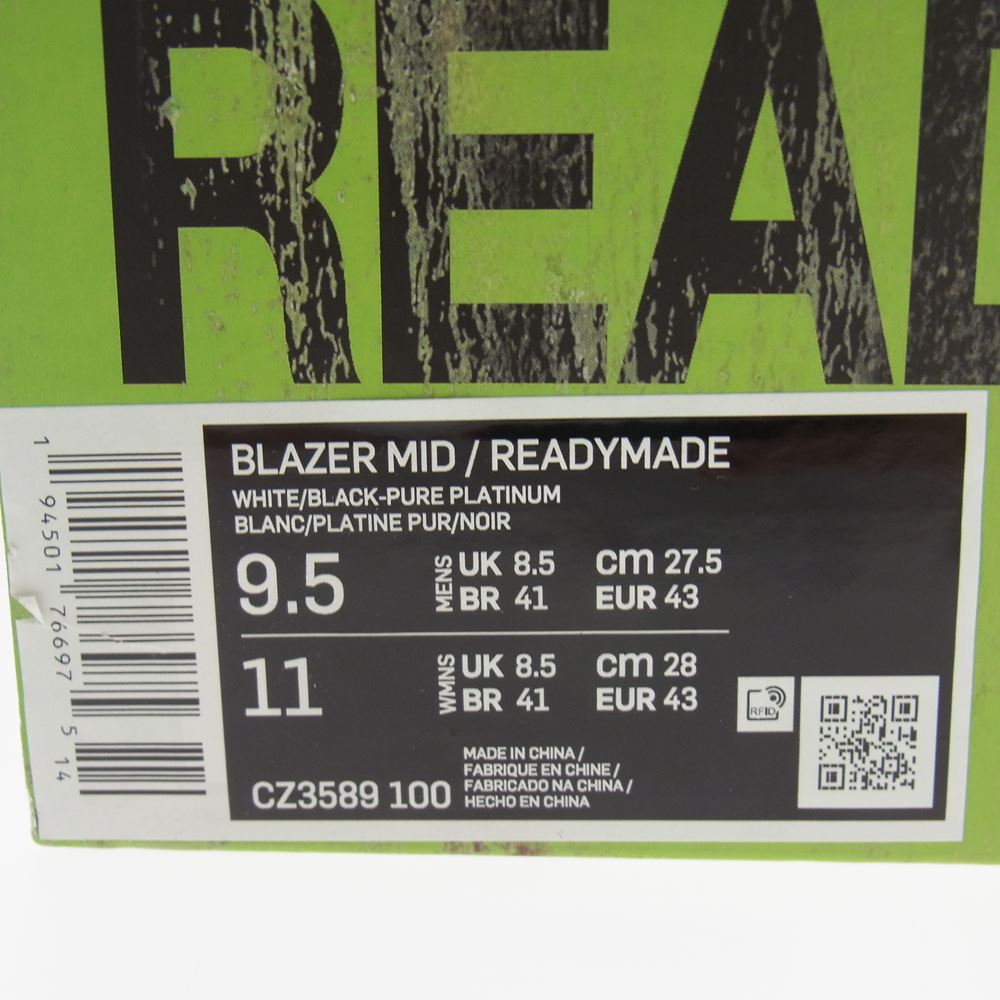 READ
BLAZER MID / READYMADE
WHITE/BLACK-PURE PLATINUM
BLANC/PLATINE PUR/NOIR
9.5 MENS UK 8.5 cm 27.5
BR 41 EUR 43
11 WMNS UK 8.5 cm 28
BR 41 EUR 43
RFID
CZ3589 100
MADE IN CHINA /
FABRIQUE EN CHINE /
FABRICADO NA CHINA /
HECHO EN CHINA
1 94501 76697 5 14